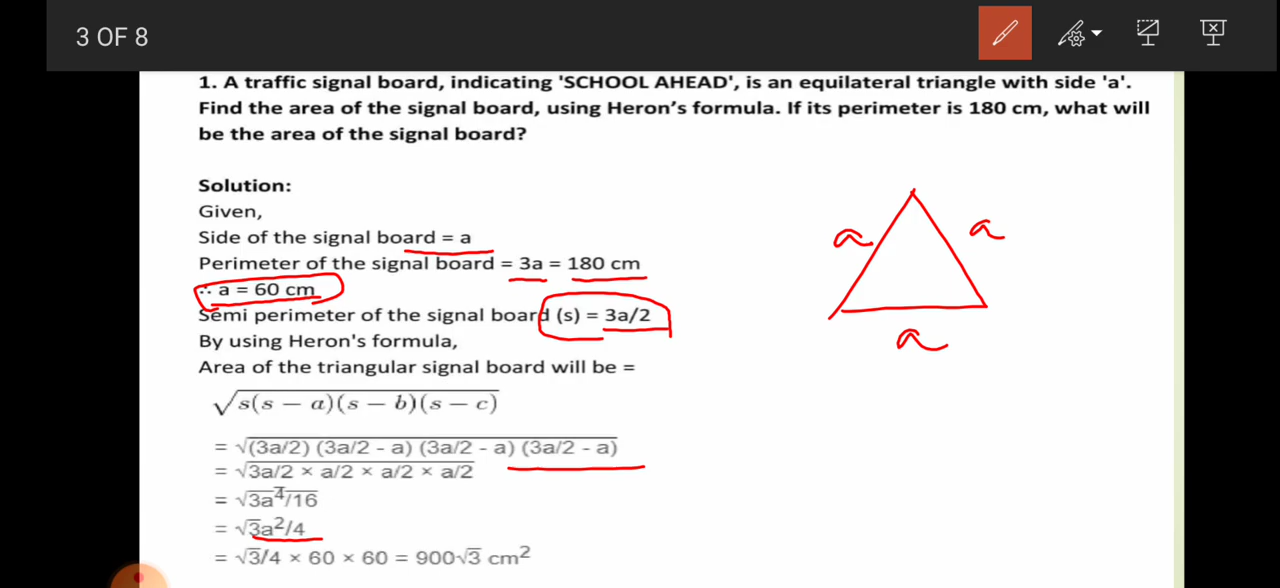 3 OF 8
1. A traffic signal board, indicating 'SCHOOL AHEAD', is an equilateral triangle with side 'a'.
Find the area of the signal board, using Heron's formula. If its perimeter is 180 cm, what will
be the area of the signal board?
Solution:
Given,
Side of the signal board = a
Perimeter of the signal board = 3a = 180 cm
∴ a = 60 cm
Semi perimeter of the signal board (s) = 3a/2
By using Heron's formula,
Area of the triangular signal board will be =
√s(s − a)(s − b)(s − c)
= √(3a/2) (3a/2 - a) (3a/2 - a) (3a/2 - a)
= √3a/2 × a/2 × a/2 × a/2
= √3a⁴/16
= √3a²/4
= √3/4 × 60 × 60 = 900√3 cm²
a
a
a